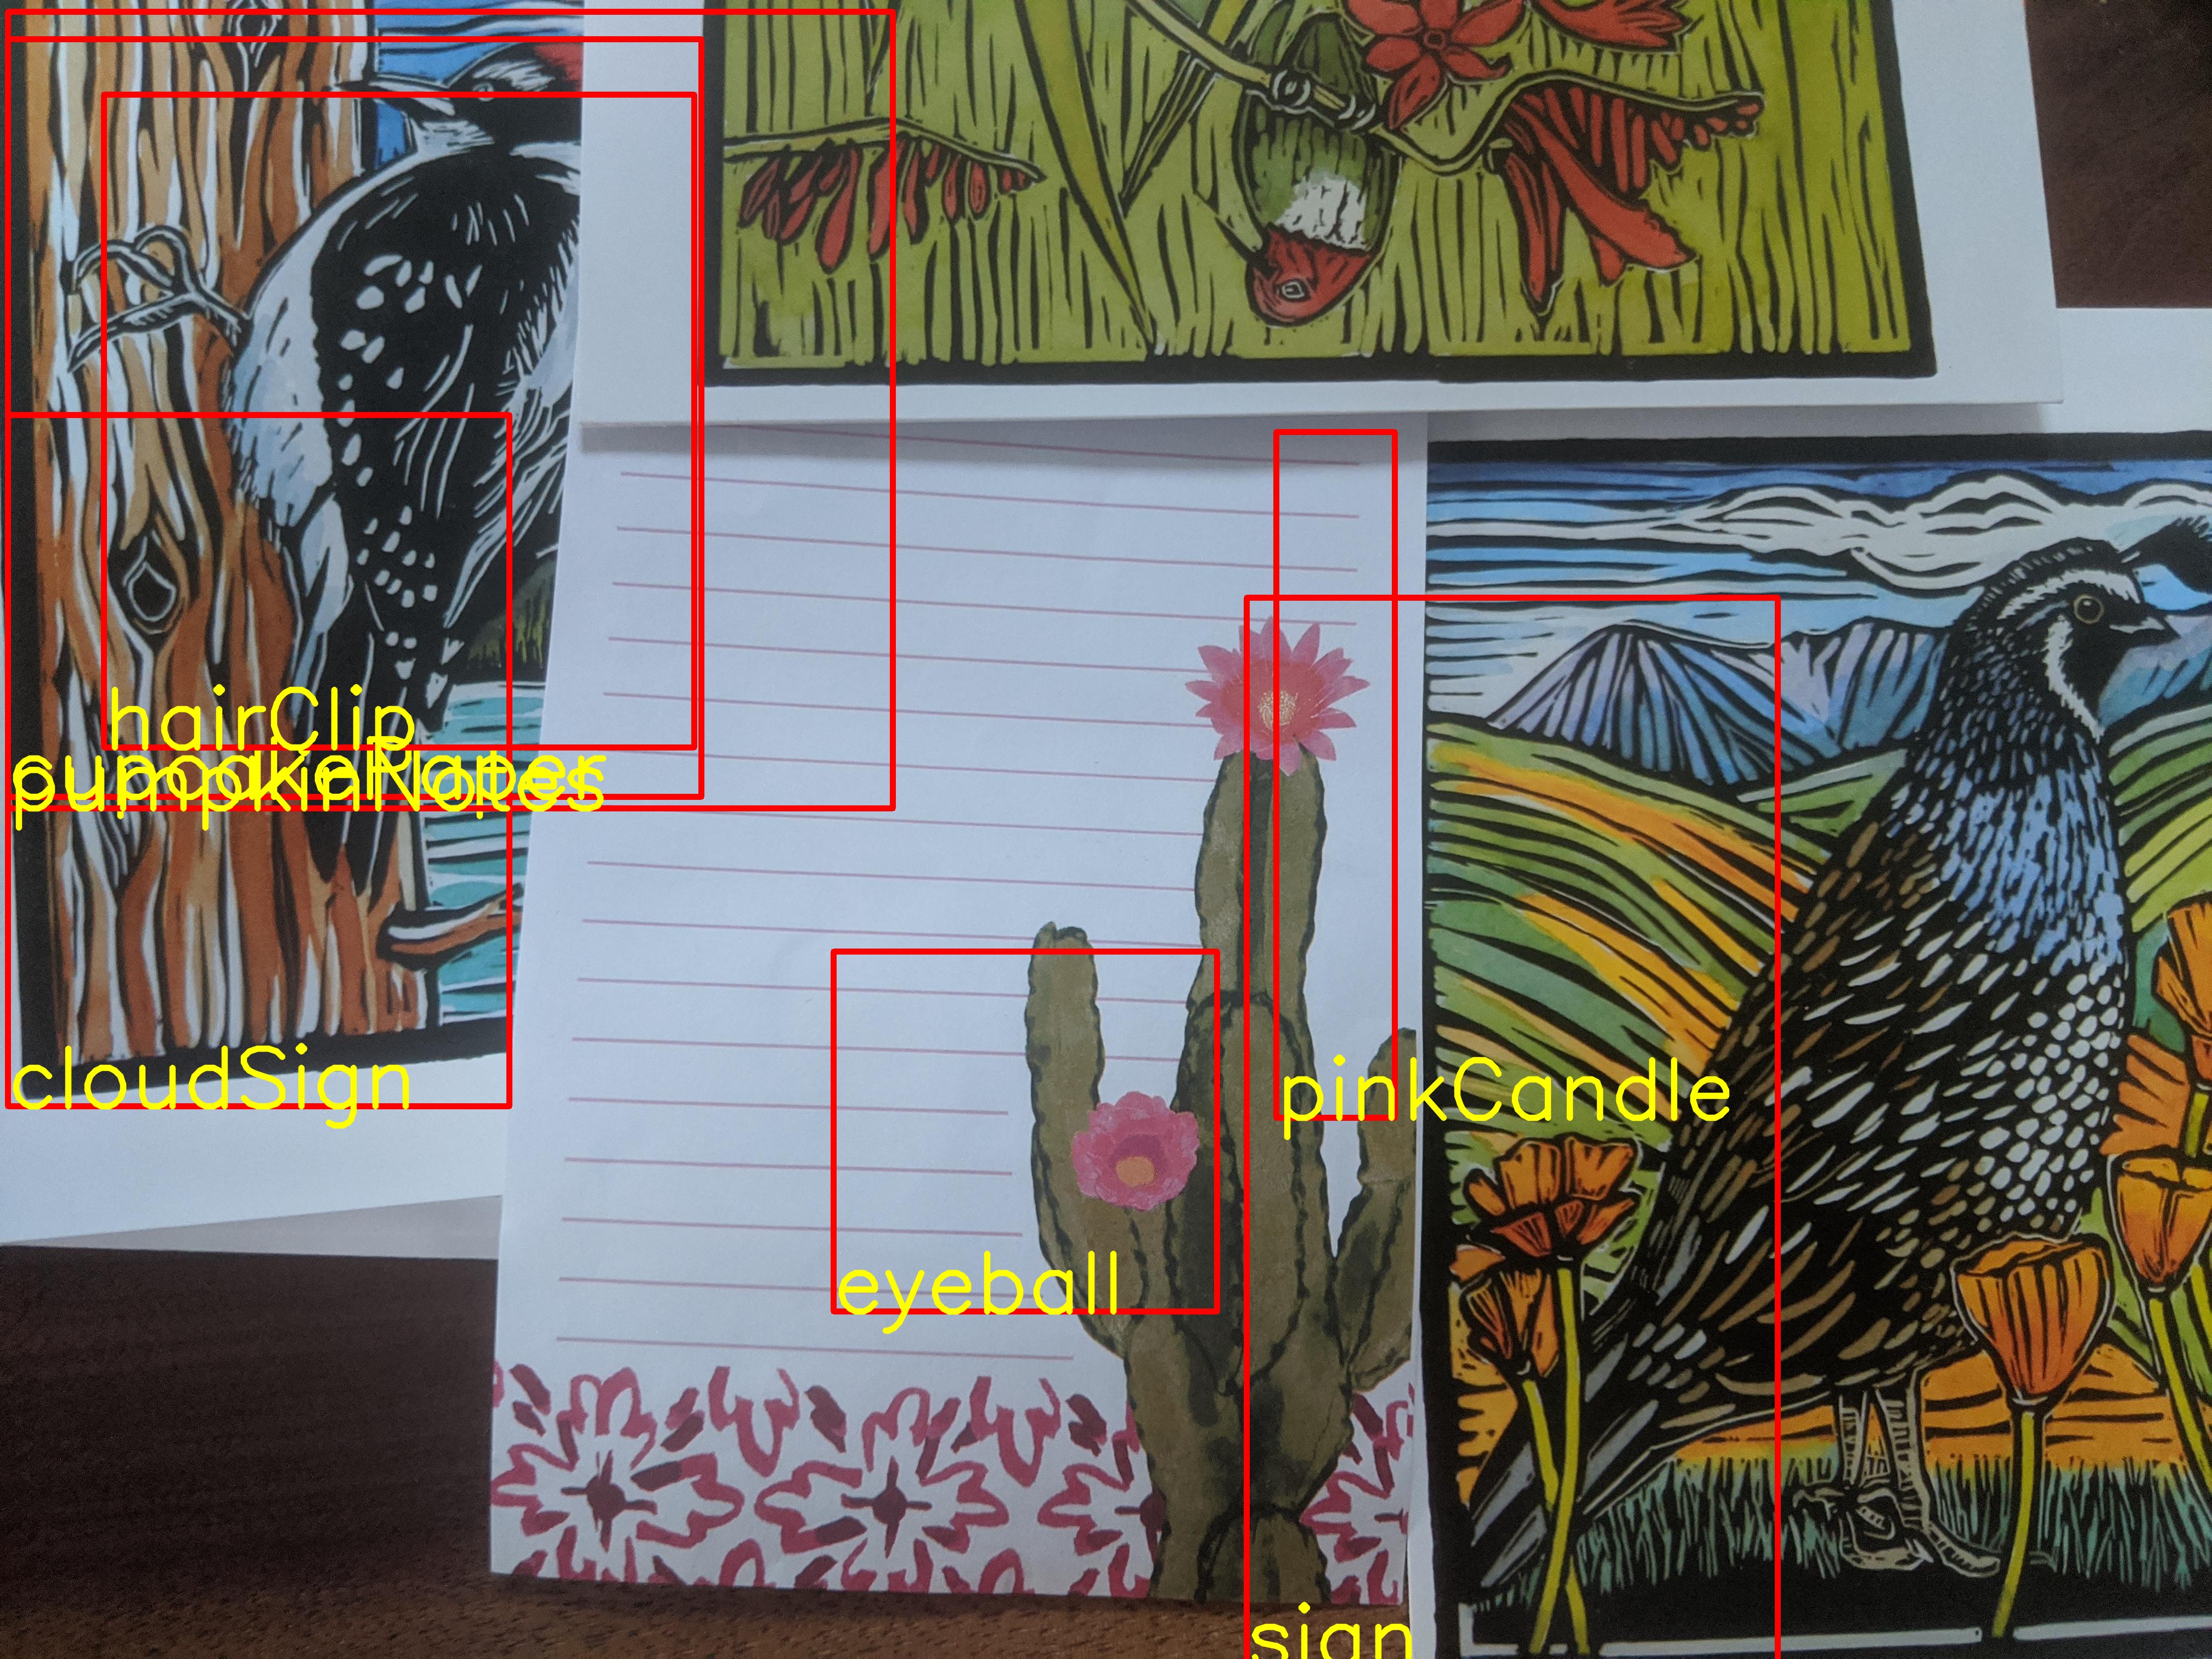 hairClip
cupcakePaper
pumpkinNotes
cloudSign
pinkCandle
eyeball
sign